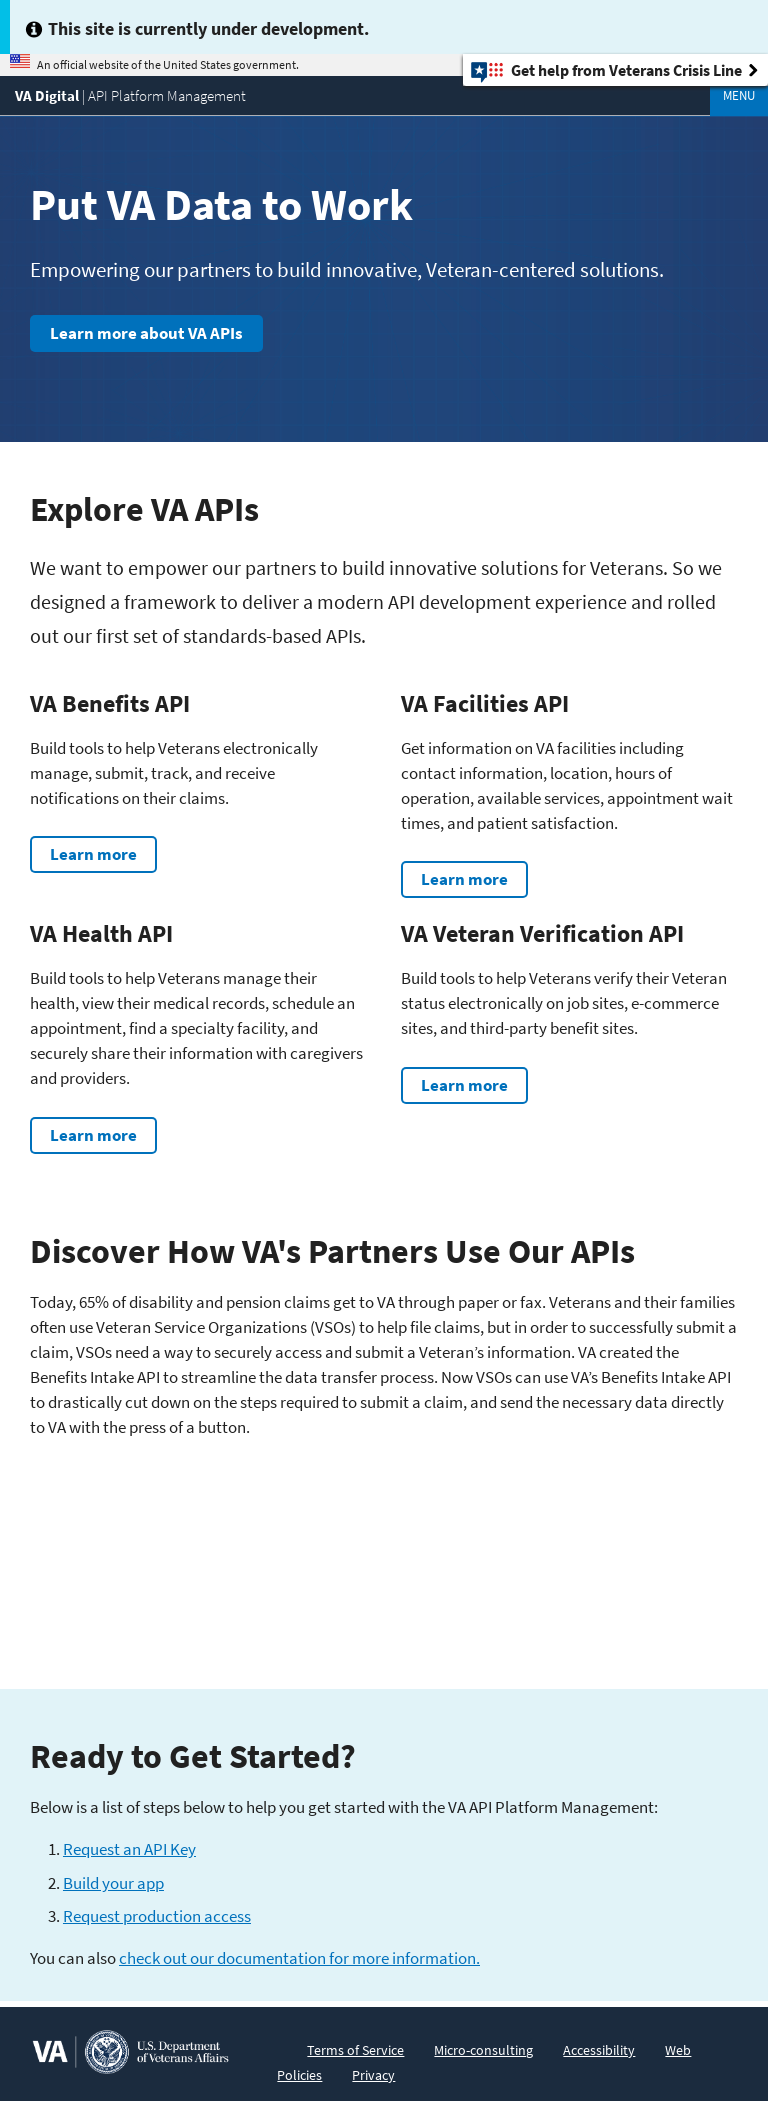 This site is currently under development.
An official website of the United States government.
Get help from Veterans Crisis Line
VA Digital | API Platform Management
MENU
Put VA Data to Work
Empowering our partners to build innovative, Veteran-centered solutions.
Learn more about VA APIs
Explore VA APIs
We want to empower our partners to build innovative solutions for Veterans. So we
designed a framework to deliver a modern API development experience and rolled
out our first set of standards-based APIs.
VA Benefits API
Build tools to help Veterans electronically
manage, submit, track, and receive
notifications on their claims.
Learn more
VA Facilities API
Get information on VA facilities including
contact information, location, hours of
operation, available services, appointment wait
times, and patient satisfaction.
Learn more
VA Health API
Build tools to help Veterans manage their
health, view their medical records, schedule an
appointment, find a specialty facility, and
securely share their information with caregivers
and providers.
Learn more
VA Veteran Verification API
Build tools to help Veterans verify their Veteran
status electronically on job sites, e-commerce
sites, and third-party benefit sites.
Learn more
Discover How VA's Partners Use Our APIs
Today, 65% of disability and pension claims get to VA through paper or fax. Veterans and their families
often use Veteran Service Organizations (VSOs) to help file claims, but in order to successfully submit a
claim, VSOs need a way to securely access and submit a Veteran’s information. VA created the
Benefits Intake API to streamline the data transfer process. Now VSOs can use VA’s Benefits Intake API
to drastically cut down on the steps required to submit a claim, and send the necessary data directly
to VA with the press of a button.
Ready to Get Started?
Below is a list of steps below to help you get started with the VA API Platform Management:
1. Request an API Key
2. Build your app
3. Request production access
You can also check out our documentation for more information.
VA
U.S. Department
of Veterans Affairs
Terms of Service Micro-consulting Accessibility Web
Policies Privacy